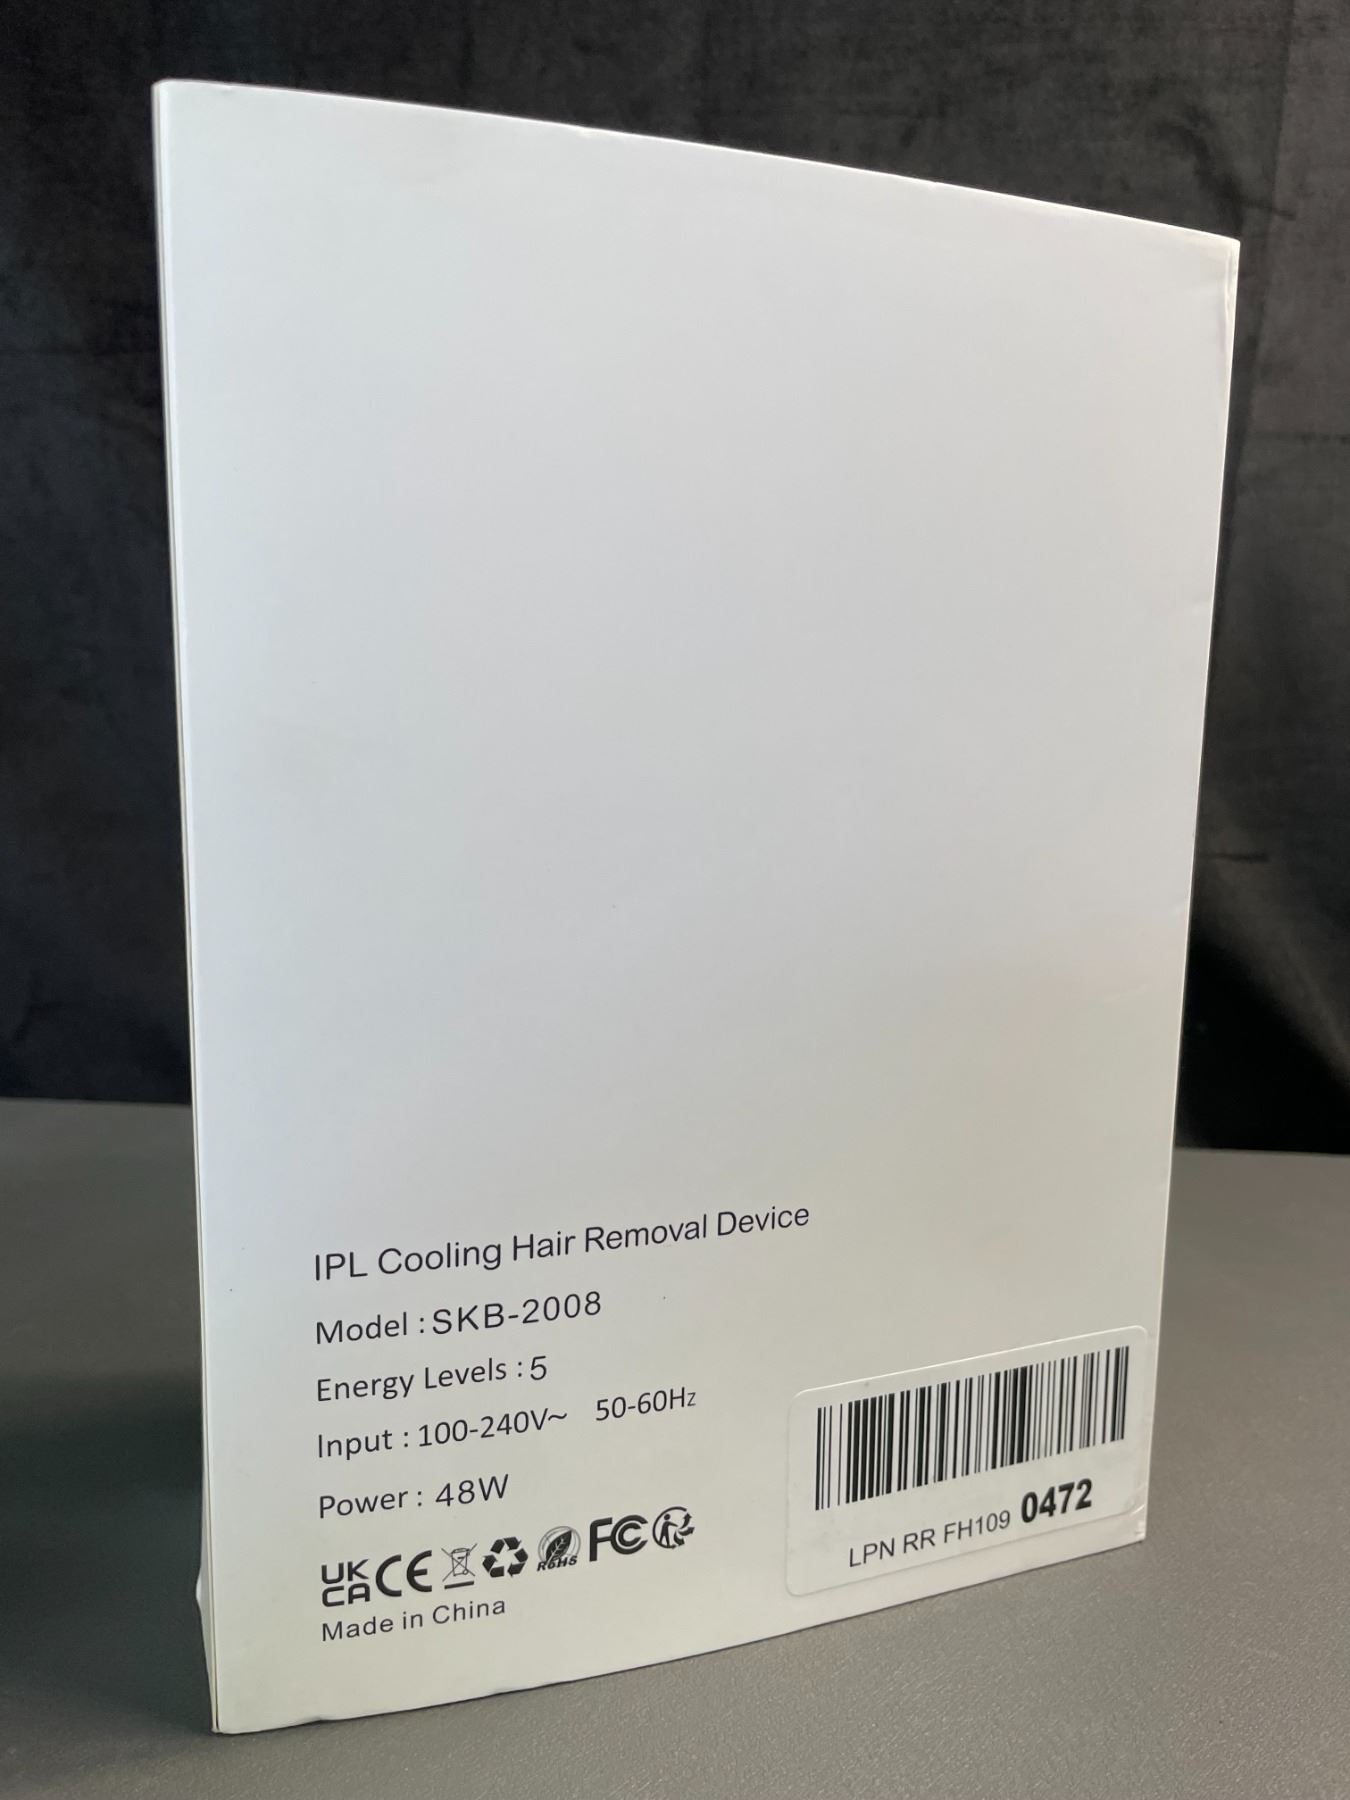 IPL Cooling Hair Removal Device
Model : SKB-2008
Energy Levels : 5
Input : 100-240V~ 50-60Hz
Power : 48W
UK CA CE RoHS FC
Made in China
LPN RR FH109 0472